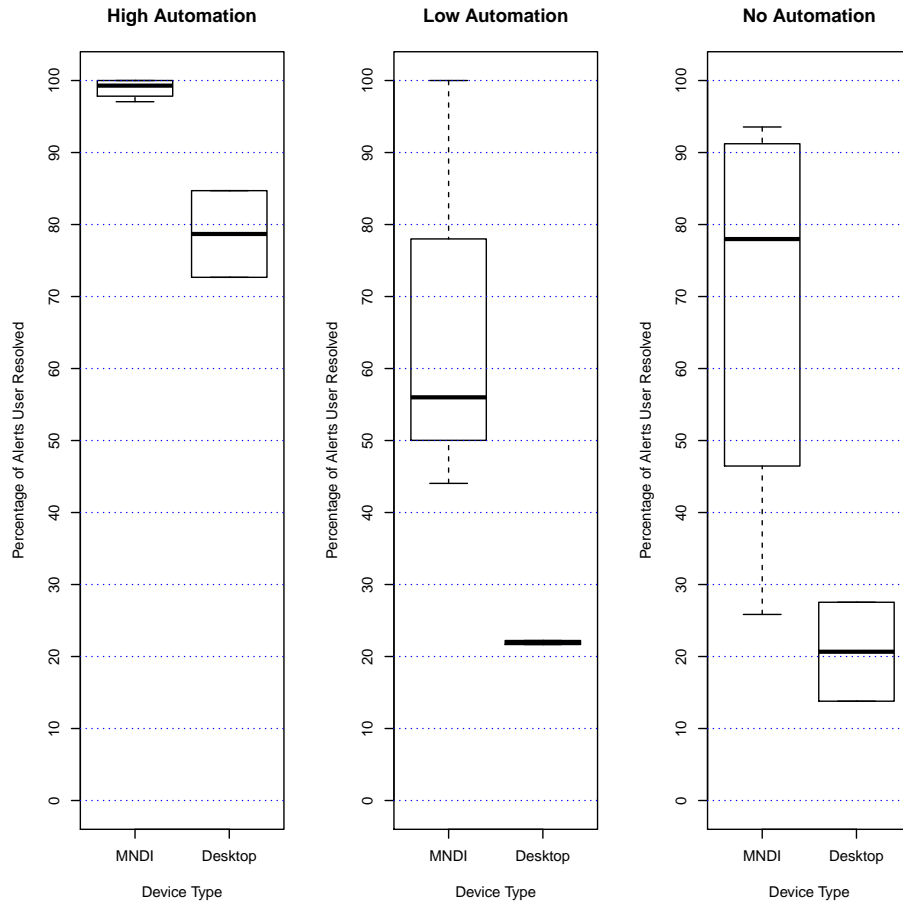 High Automation
Percentage of Alerts User Resolved
0 10 20 30 40 50 60 70 80 90 100
MNDI Desktop
Device Type
Low Automation
Percentage of Alerts User Resolved
0 10 20 30 40 50 60 70 80 90 100
MNDI Desktop
Device Type
No Automation
Percentage of Alerts User Resolved
0 10 20 30 40 50 60 70 80 90 100
MNDI Desktop
Device Type